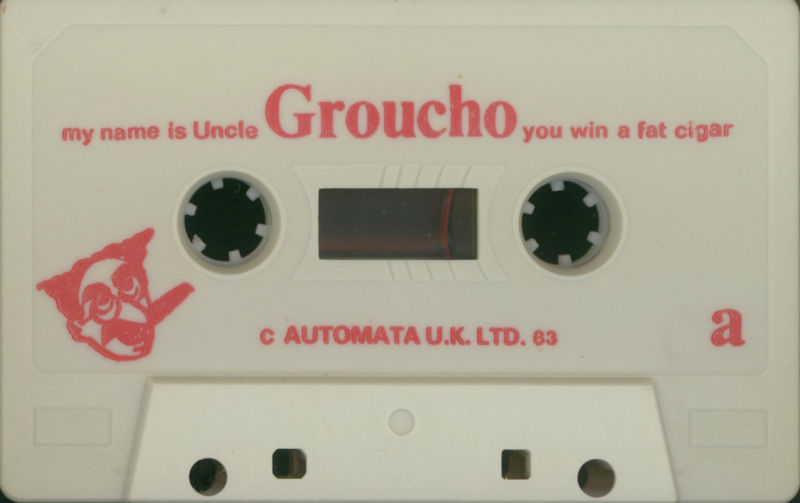 my name is Uncle Groucho you win a fat cigar
c AUTOMATA U.K. LTD. 83
a